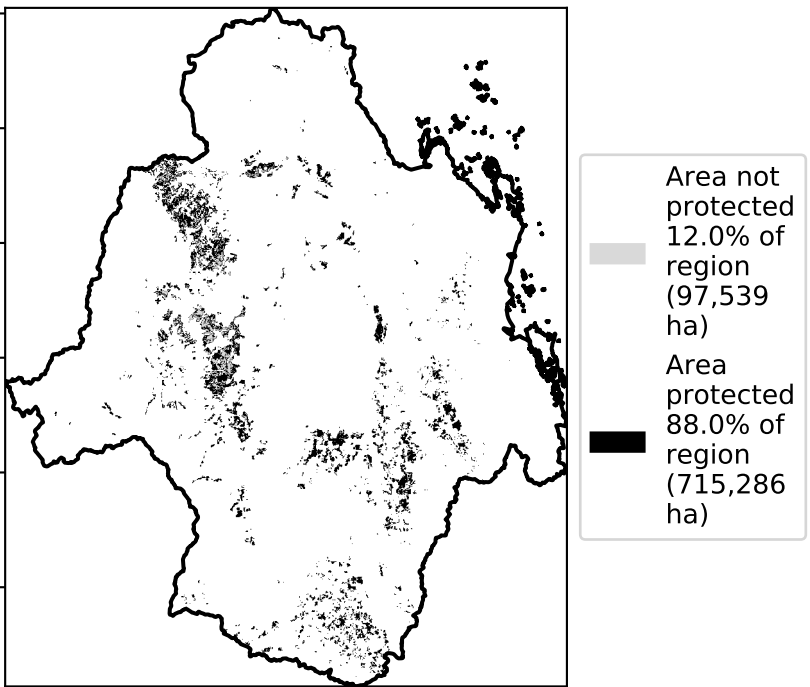 Area not
protected
12.0% of
region
(97,539
ha)
Area
protected
88.0% of
region
(715,286
ha)